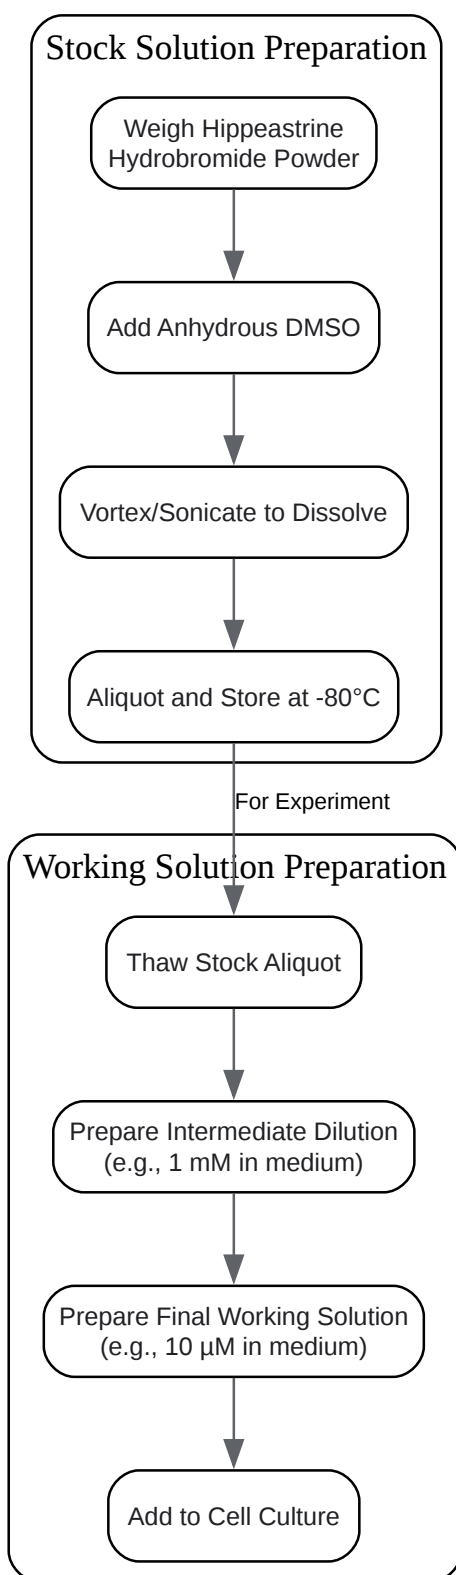 Stock Solution Preparation
Weigh Hippeastrine
Hydrobromide Powder
Add Anhydrous DMSO
Vortex/Sonicate to Dissolve
Aliquot and Store at -80°C
For Experiment
Working Solution Preparation
Thaw Stock Aliquot
Prepare Intermediate Dilution
(e.g., 1 mM in medium)
Prepare Final Working Solution
(e.g., 10 µM in medium)
Add to Cell Culture